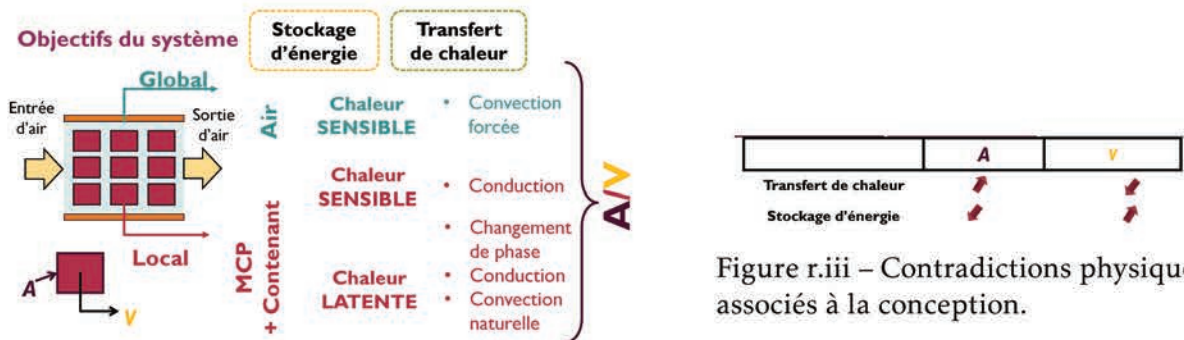 Objectifs du système
Stockage
d'énergie
Transfert
de chaleur
Global
Entrée
d'air
Sortie
d'air
Local
A
V
Air
Chaleur
SENSIBLE
• Convection
forcée
MCP
+ Contenant
Chaleur
SENSIBLE
• Conduction
Chaleur
LATENTE
• Changement
de phase
• Conduction
• Convection
naturelle
A/V
A
V
Transfert de chaleur
Stockage d'énergie
Figure r.iii – Contradictions physique
associés à la conception.